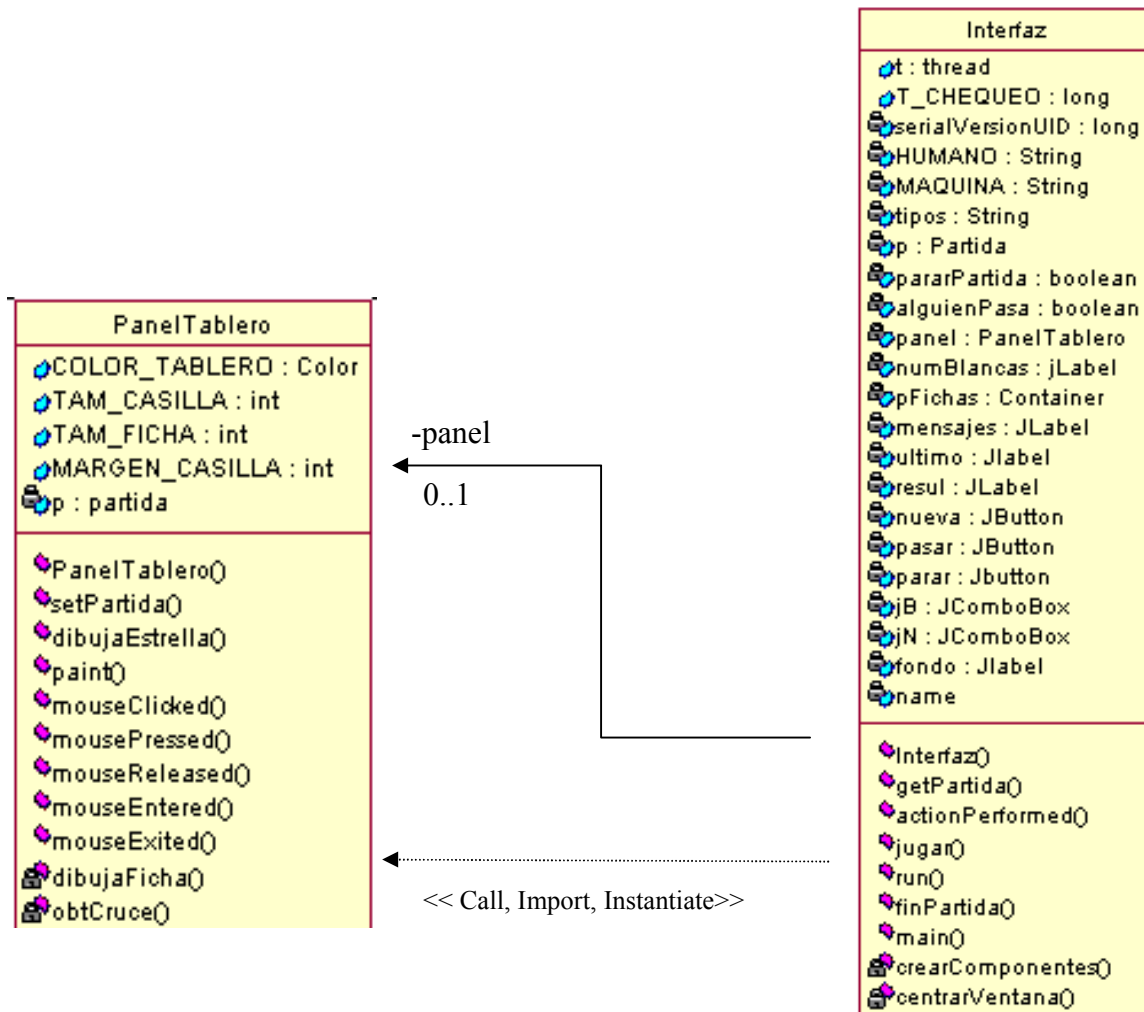 PanelTablero
COLOR_TABLERO : Color
TAM_CASILLA : int
TAM_FICHA : int
MARGEN_CASILLA : int
p : partida
PanelTablero()
setPartida()
dibujaEstrella()
paint()
mouseClicked()
mousePressed()
mouseReleased()
mouseEntered()
mouseExited()
dibujaFicha()
obtCruce()
-panel
0..1
<< Call, Import, Instantiate>>
Interfaz
t : thread
T_CHEQUEO : long
serialVersionUID : long
HUMANO : String
MAQUINA : String
tipos : String
p : Partida
pararPartida : boolean
alguienPasa : boolean
panel : PanelTablero
numBlancas : jLabel
pFichas : Container
mensajes : JLabel
ultimo : Jlabel
resul : JLabel
nueva : JButton
pasar : JButton
parar : Jbutton
jB : JComboBox
jN : JComboBox
fondo : Jlabel
name
Interfaz()
getPartida()
actionPerformed()
jugar()
run()
finPartida()
main()
crearComponentes()
centrarVentana()